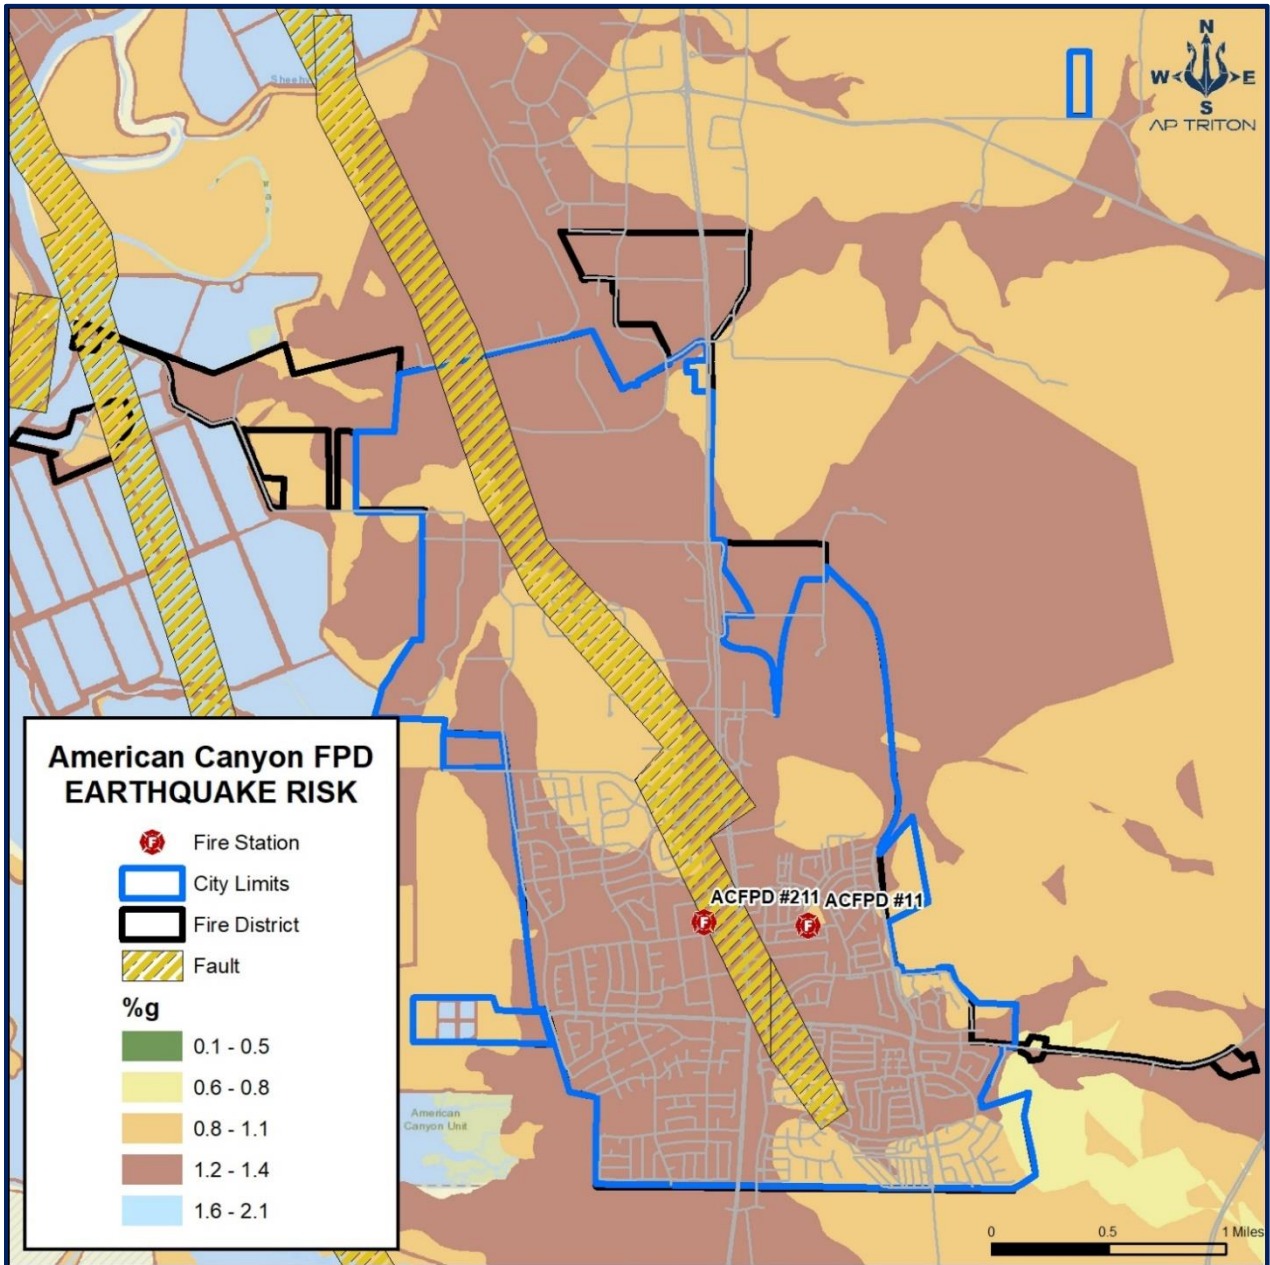 Sheehy
N
W E
S
AP TRITON
ACFPD #211 ACFPD #11
American Canyon FPD
EARTHQUAKE RISK
F Fire Station
City Limits
Fire District
Fault
%g
0.1 - 0.5
0.6 - 0.8
0.8 - 1.1
1.2 - 1.4
1.6 - 2.1
F
F
American
Canyon Unit
0 0.5 1 Miles